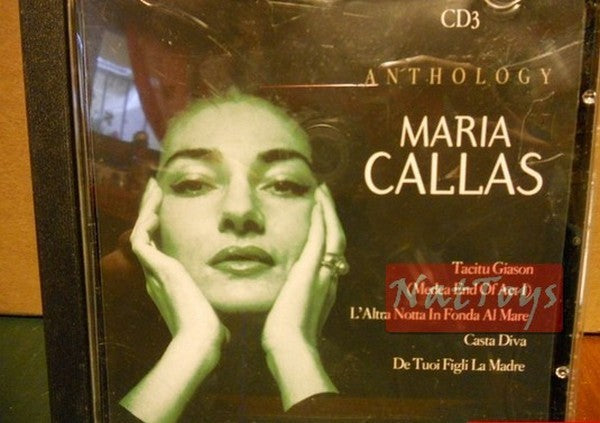 CD3
ANTHOLOGY
MARIA
CALLAS
Tacitu Giason
(Medea End Of Act I)
L'Altra Notta In Fonda Al Mare
Casta Diva
De Tuoi Figli La Madre
NatToys